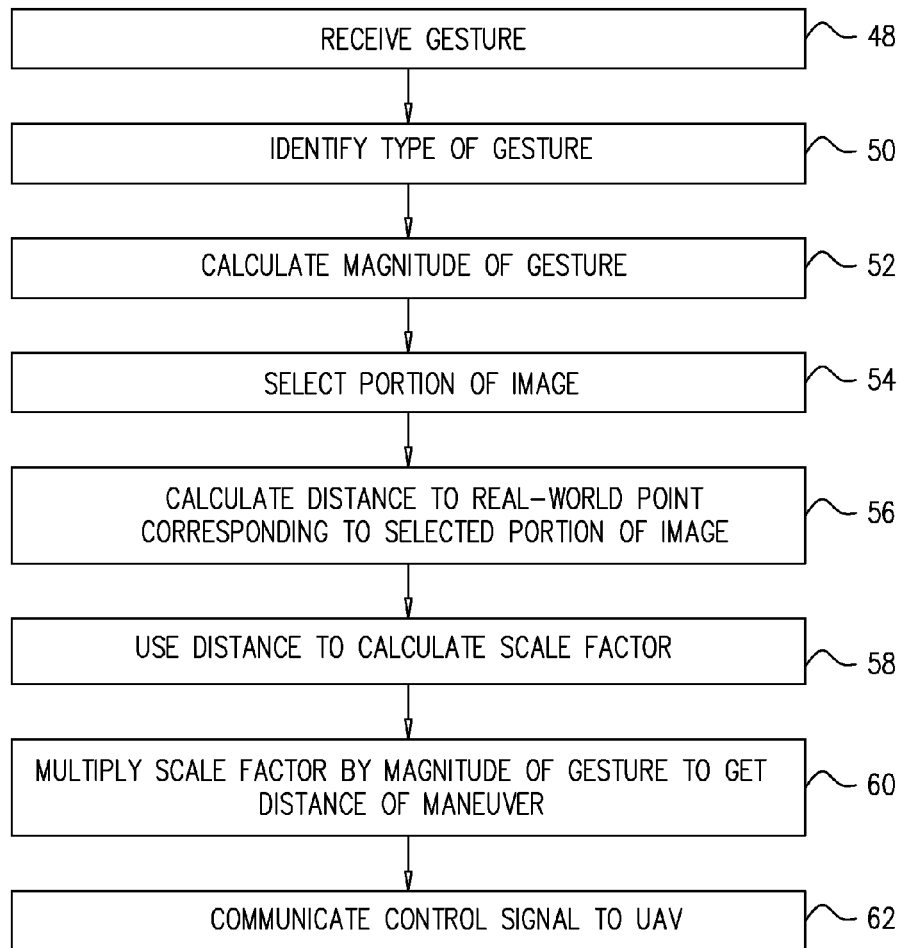 RECEIVE GESTURE
48
IDENTIFY TYPE OF GESTURE
50
CALCULATE MAGNITUDE OF GESTURE
52
SELECT PORTION OF IMAGE
54
CALCULATE DISTANCE TO REAL-WORLD POINT
CORRESPONDING TO SELECTED PORTION OF IMAGE
56
USE DISTANCE TO CALCULATE SCALE FACTOR
58
MULTIPLY SCALE FACTOR BY MAGNITUDE OF GESTURE TO GET
DISTANCE OF MANEUVER
60
COMMUNICATE CONTROL SIGNAL TO UAV
62